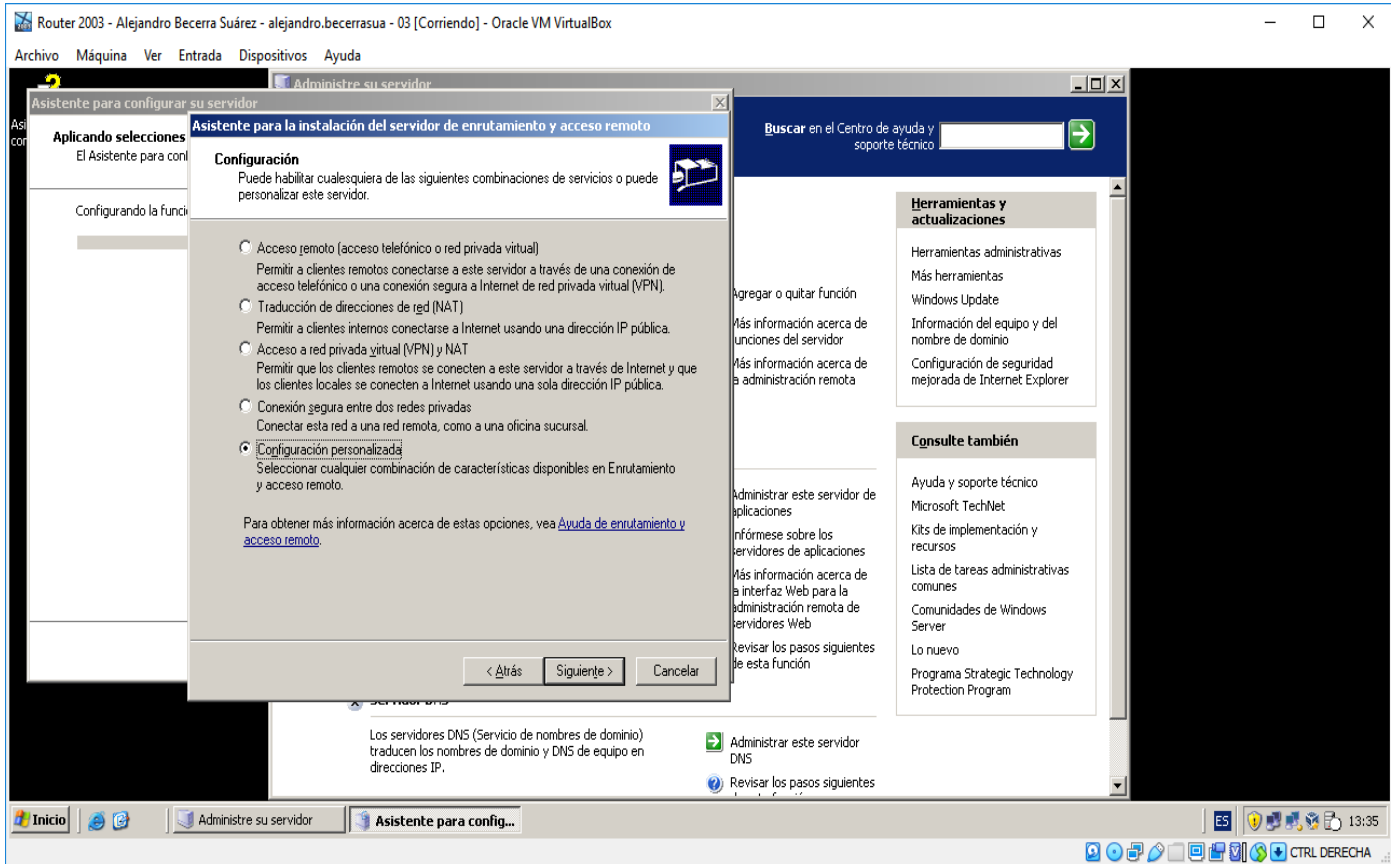 Router 2003 - Alejandro Becerra Suárez - alejandro.becerrasua - 03 [Corriendo] - Oracle VM VirtualBox
Archivo Máquina Ver Entrada Dispositivos Ayuda
Administre su servidor
Asistente para configurar su servidor
Aplicando selecciones
El Asistente para conf
Configurando la funci
Asistente para la instalación del servidor de enrutamiento y acceso remoto
Configuración
Puede habilitar cualesquiera de las siguientes combinaciones de servicios o puede
personalizar este servidor.
Acceso remoto (acceso telefónico o red privada virtual)
Permitir a clientes remotos conectarse a este servidor a través de una conexión de
acceso telefónico o una conexión segura a Internet de red privada virtual (VPN).
Traducción de direcciones de red (NAT)
Permitir a clientes internos conectarse a Internet usando una dirección IP pública.
Acceso a red privada virtual (VPN) y NAT
Permitir que los clientes remotos se conecten a este servidor a través de Internet y que
los clientes locales se conecten a Internet usando una sola dirección IP pública.
Conexión segura entre dos redes privadas
Conectar esta red a una red remota, como a una oficina sucursal.
Configuración personalizada
Seleccionar cualquier combinación de características disponibles en Enrutamiento
y acceso remoto.
Para obtener más información acerca de estas opciones, vea Ayuda de enrutamiento y
acceso remoto.
< Atrás
Siguiente >
Cancelar
Buscar en el Centro de ayuda y
soporte técnico
Agregar o quitar función
Más información acerca de
funciones del servidor
Más información acerca de
la administración remota
Administrar este servidor de
aplicaciones
Infórmese sobre los
servidores de aplicaciones
Más información acerca de
la interfaz Web para la
administración remota de
servidores Web
Revisar los pasos siguientes
de esta función
Herramientas y
actualizaciones
Herramientas administrativas
Más herramientas
Windows Update
Información del equipo y del
nombre de dominio
Configuración de seguridad
mejorada de Internet Explorer
Consulte también
Ayuda y soporte técnico
Microsoft TechNet
Kits de implementación y
recursos
Lista de tareas administrativas
comunes
Comunidades de Windows
Server
Lo nuevo
Programa Strategic Technology
Protection Program
Los servidores DNS (Servicio de nombres de dominio)
traducen los nombres de dominio y DNS de equipo en
direcciones IP.
Administrar este servidor
DNS
Revisar los pasos siguientes
Inicio
Administre su servidor
Asistente para config...
ES
13:35
CTRL DERECHA